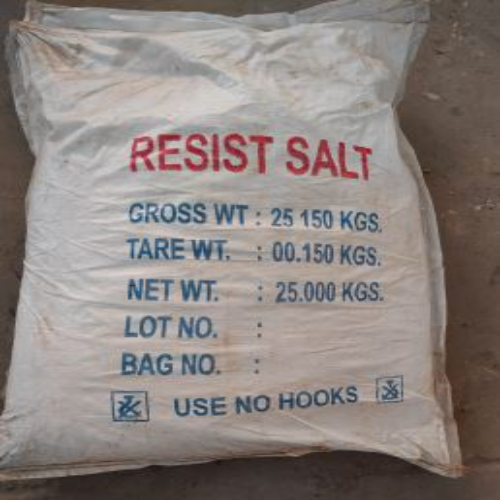 RESIST SALT
GROSS WT : 25 150 KGS.
TARE WT. : 00.150 KGS.
NET WT. : 25.000 KGS.
LOT NO. :
BAG NO. :
USE NO HOOKS